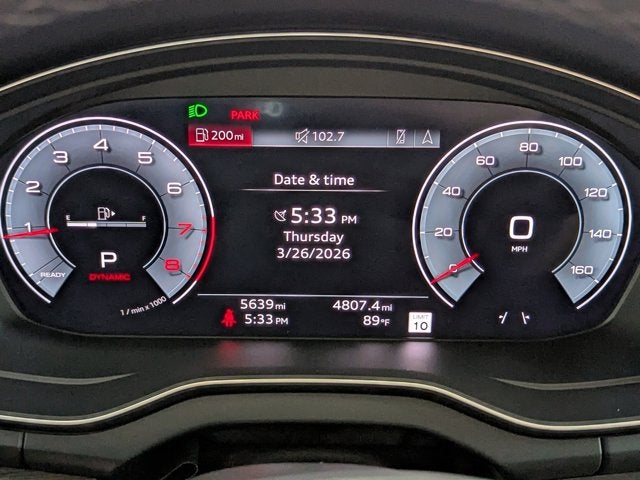 PARK
200 mi
102.7
Date & time
5:33 PM
Thursday
3/26/2026
5639 mi
4807.4 mi
5:33 PM
89 °F
LIMIT
10
1
2
3
4
5
6
7
8
E
F
P
DYNAMIC
READY
1 / min x 1000
0
20
40
60
80
100
120
140
160
0
MPH